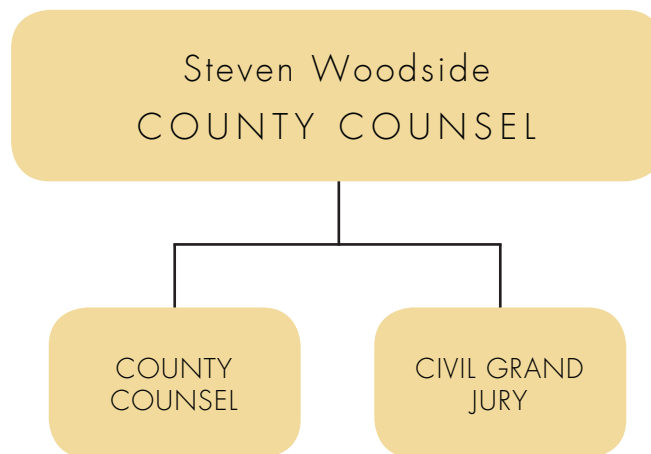 Steven Woodside
COUNTY COUNSEL
COUNTY
COUNSEL
CIVIL GRAND
JURY